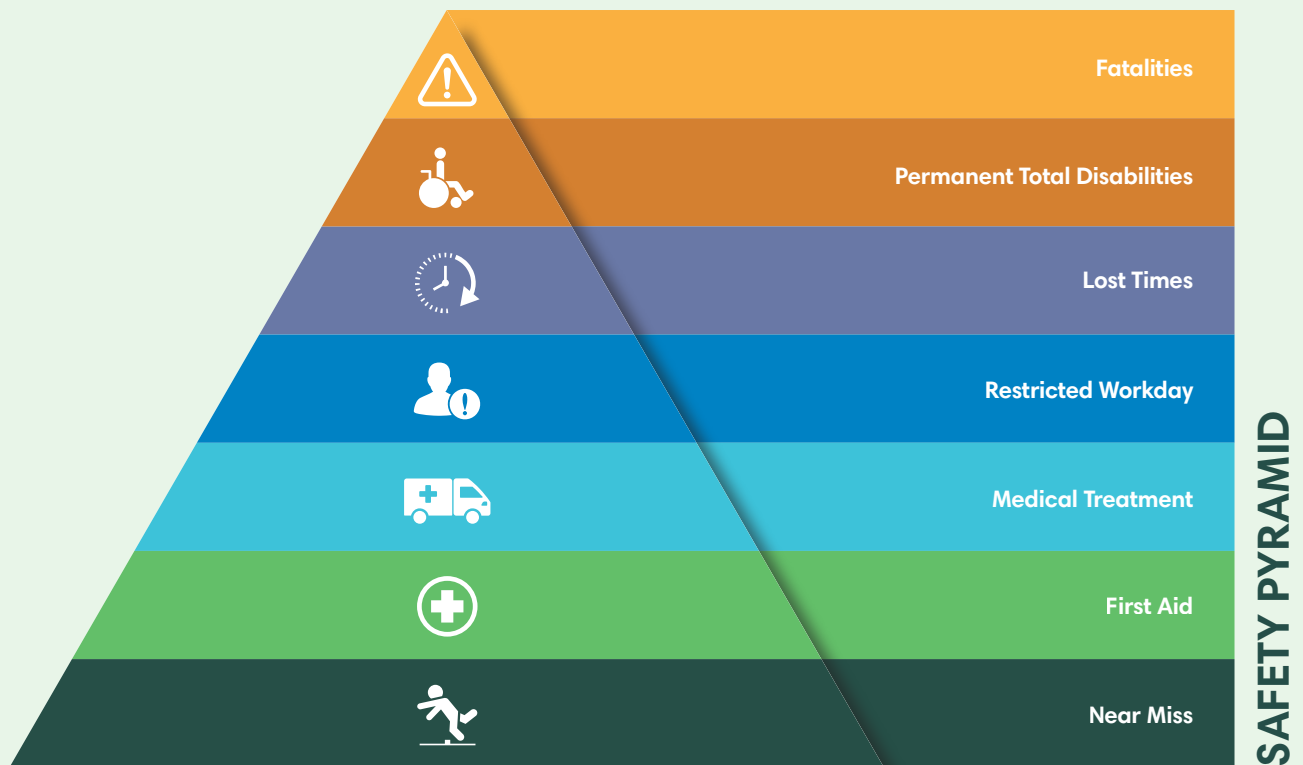 Fatalities
Permanent Total Disabilities
Lost Times
Restricted Workday
Medical Treatment
First Aid
Near Miss
SAFETY PYRAMID